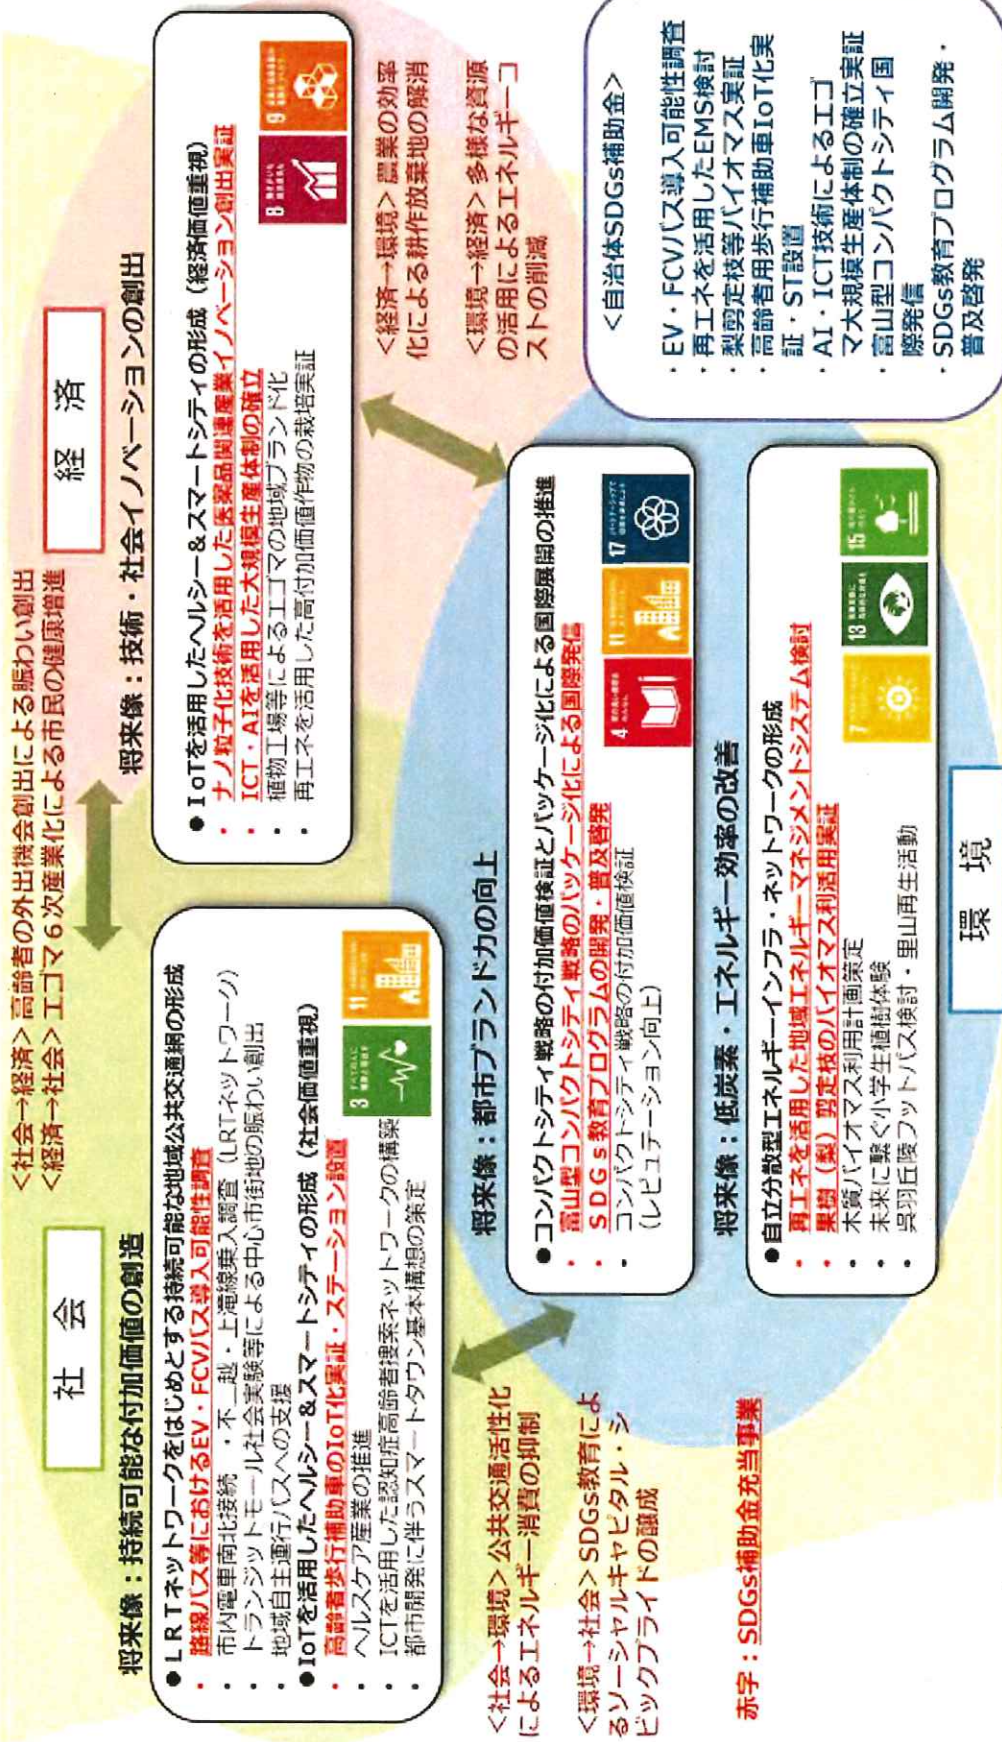 <社会→経済> 高齢者の外出機会創出による賑わい創出
<経済→社会> エゴマ6次産業化による市民の健康増進
社 会
経 済
将来像：持続可能な付加価値の創造
●LRTネットワークをはじめとする持続可能な地域公共交通網の形成
・路線バス等におけるEV・FCVバス導入可能性調査
・市内電車南北接続 ・不二越・上滝線乗入調査（LRTネットワーク）
・トランジットモール社会実験等による中心市街地の賑わい創出
・地域自主運行バスへの支援
●IoTを活用したヘルシー&スマートシティの形成（社会価値重視）
・高齢者歩行補助車のIoT化実証・ステーション設置
・ヘルスケア産業の推進
・ICTを活用した認知症高齢者捜索ネットワークの構築
・都市開発に伴うスマートタウン基本構想の策定
3
11
将来像：技術・社会イノベーションの創出
●IoTを活用したヘルシー&スマートシティの形成（経済価値重視）
・ナノ粒子化技術を活用した医薬品関連産業イノベーション創出実証
・ICT・AIを活用した大規模生産体制の確立
・植物工場等によるエゴマの地域ブランド化
・再エネを活用した高付加価値作物の栽培実証
8
9
<社会→環境> 公共交通活性化
によるエネルギー消費の抑制
<環境→社会> SDGs教育によ
るソーシャルキャピタル・シ
ビックプライドの醸成
赤字：SDGs補助金充当事業
将来像：都市ブランド力の向上
●コンパクトシティ戦略の付加価値検証とパッケージ化による国際展開の推進
・富山型コンパクトシティ戦略のパッケージ化による国際発信
・SDGs教育プログラムの開発・普及啓発
・コンパクトシティ戦略の付加価値検証
（レピュテーション向上）
4
11
17
将来像：低炭素・エネルギー効率の改善
●自立分散型エネルギーインフラ・ネットワークの形成
・再エネを活用した地域エネルギーマネジメントシステム検討
・果樹（梨）剪定枝のバイオマス利活用実証
・木質バイオマス利用計画策定
・未来に繋ぐ小学生植樹体験
・呉羽丘陵フットパス検討・里山再生活動
7
13
15
環 境
<経済→環境> 農業の効率
化による耕作放棄地の解消
<環境→経済> 多様な資源
の活用によるエネルギーコ
ストの削減
<自治体SDGs補助金>
・EV・FCVバス導入可能性調査
・再エネを活用したEMS検討
・梨剪定枝等バイオマス実証
・高齢者用歩行補助車IoT化実
証・ST設置
・AI・ICT技術によるエゴ
マ大規模生産体制の確立実証
・富山型コンパクトシティ国
際発信
・SDGs教育プログラム開発・
普及啓発